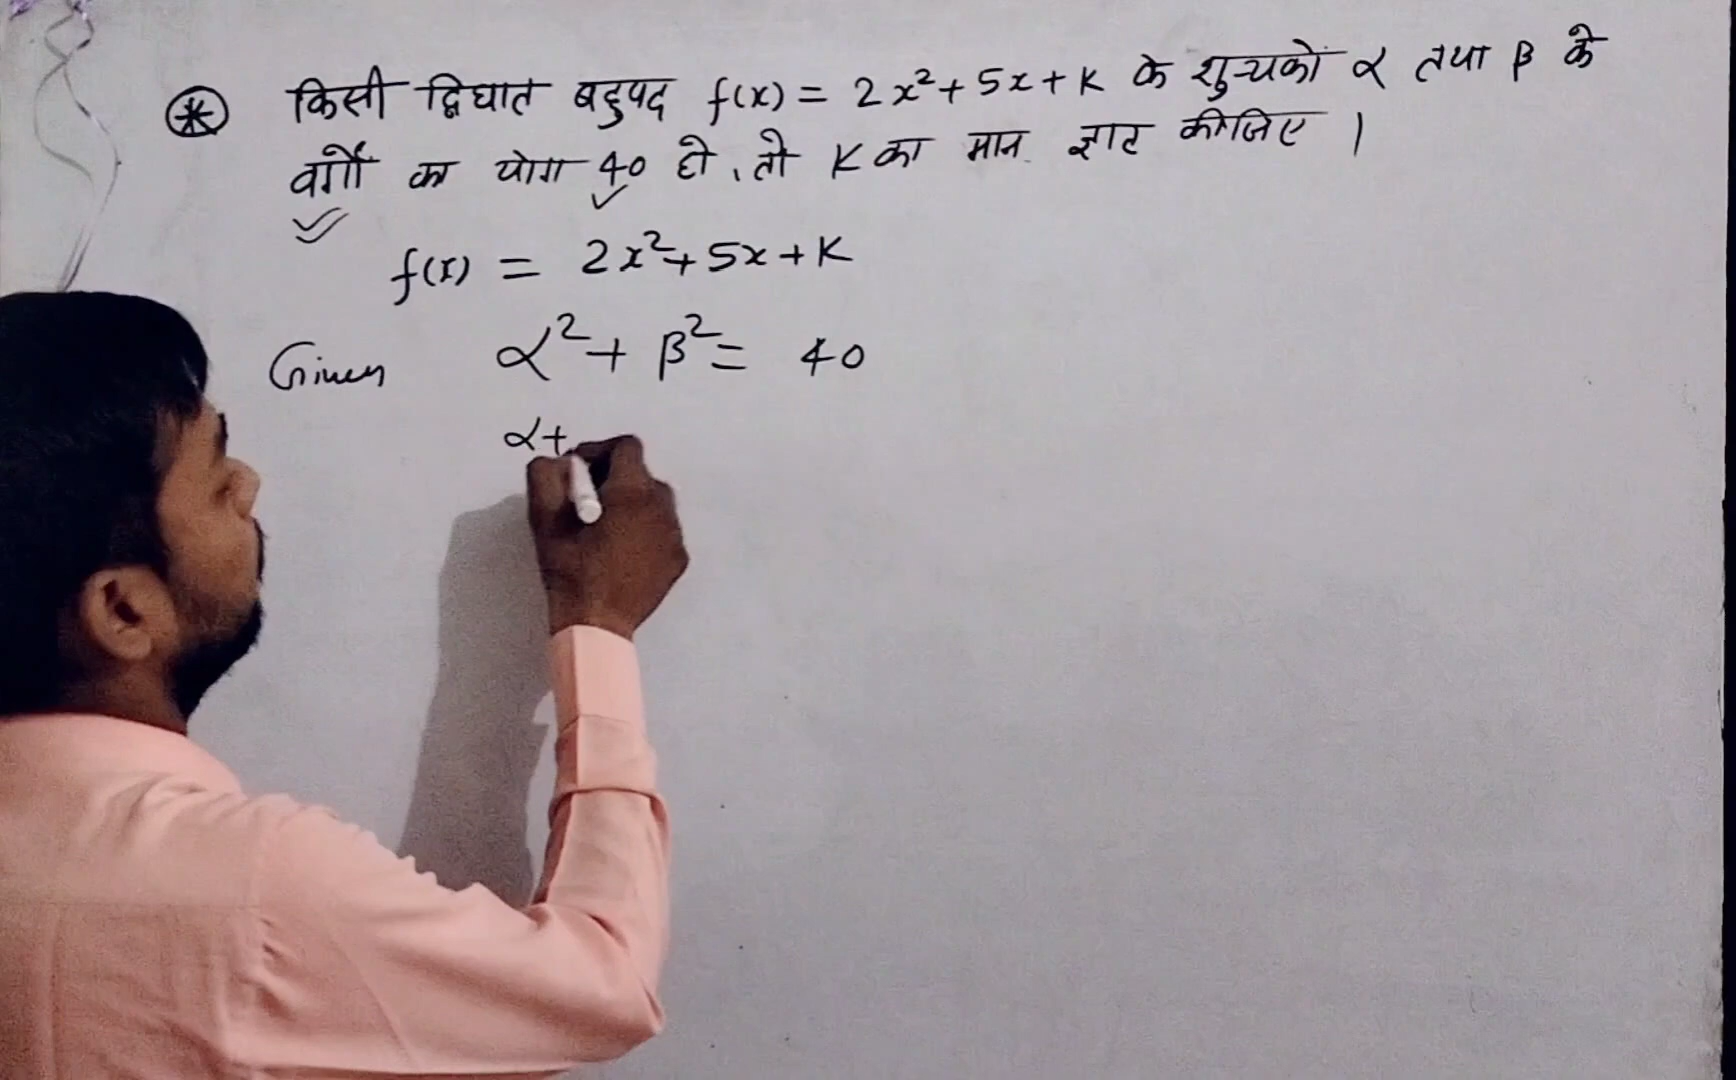 ⊛ किसी द्विघात बहुपद f(x) = 2x²+5x+K के शुन्यको α तथा β के
वर्गों का योग 40 हो, तो K का मान ज्ञात कीजिए ।
f(x) = 2x²+5x+K
Given α²+β²= 40
α+